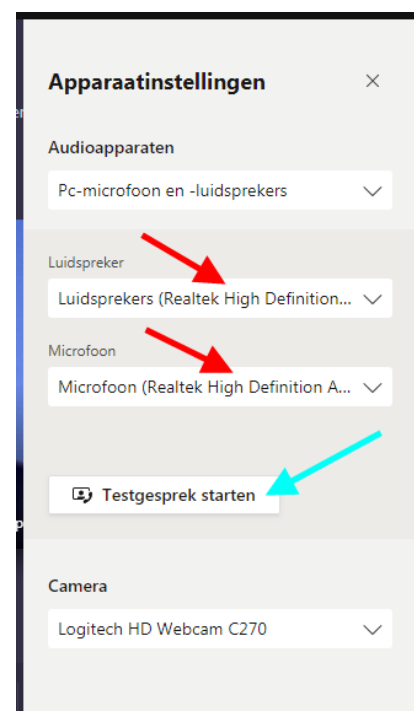 Apparaatinstellingen
Audioapparaten
Pc-microfoon en -luidsprekers
Luidspreker
Luidsprekers (Realtek High Definition...
Microfoon
Microfoon (Realtek High Definition A...
Testgesprek starten
Camera
Logitech HD Webcam C270